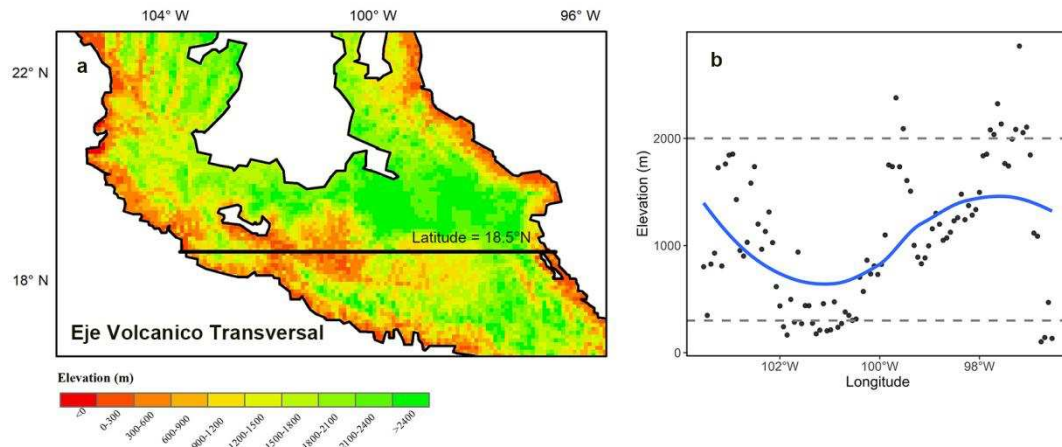 104° W 100° W 96° W
a
22° N
18° N
Latitude = 18.5°N
Eje Volcanico Transversal
Elevation (m)
<0 0-300 300-600 600-900 900-1200 1200-1500 1500-1800 1800-2100 2100-2400 >2400
b
Elevation (m)
2000
1000
0
102°W 100°W 98°W
Longitude